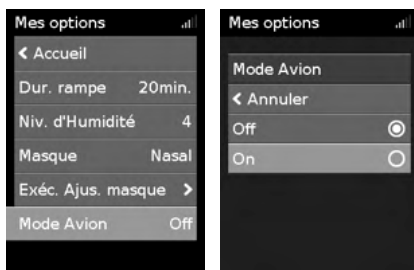 Mes options
< Accueil
Dur. rampe 20min.
Niv. d'Humidité 4
Masque Nasal
Exéc. Ajus. masque >
Mode Avion Off
Mes options
Mode Avion
< Annuler
Off
On